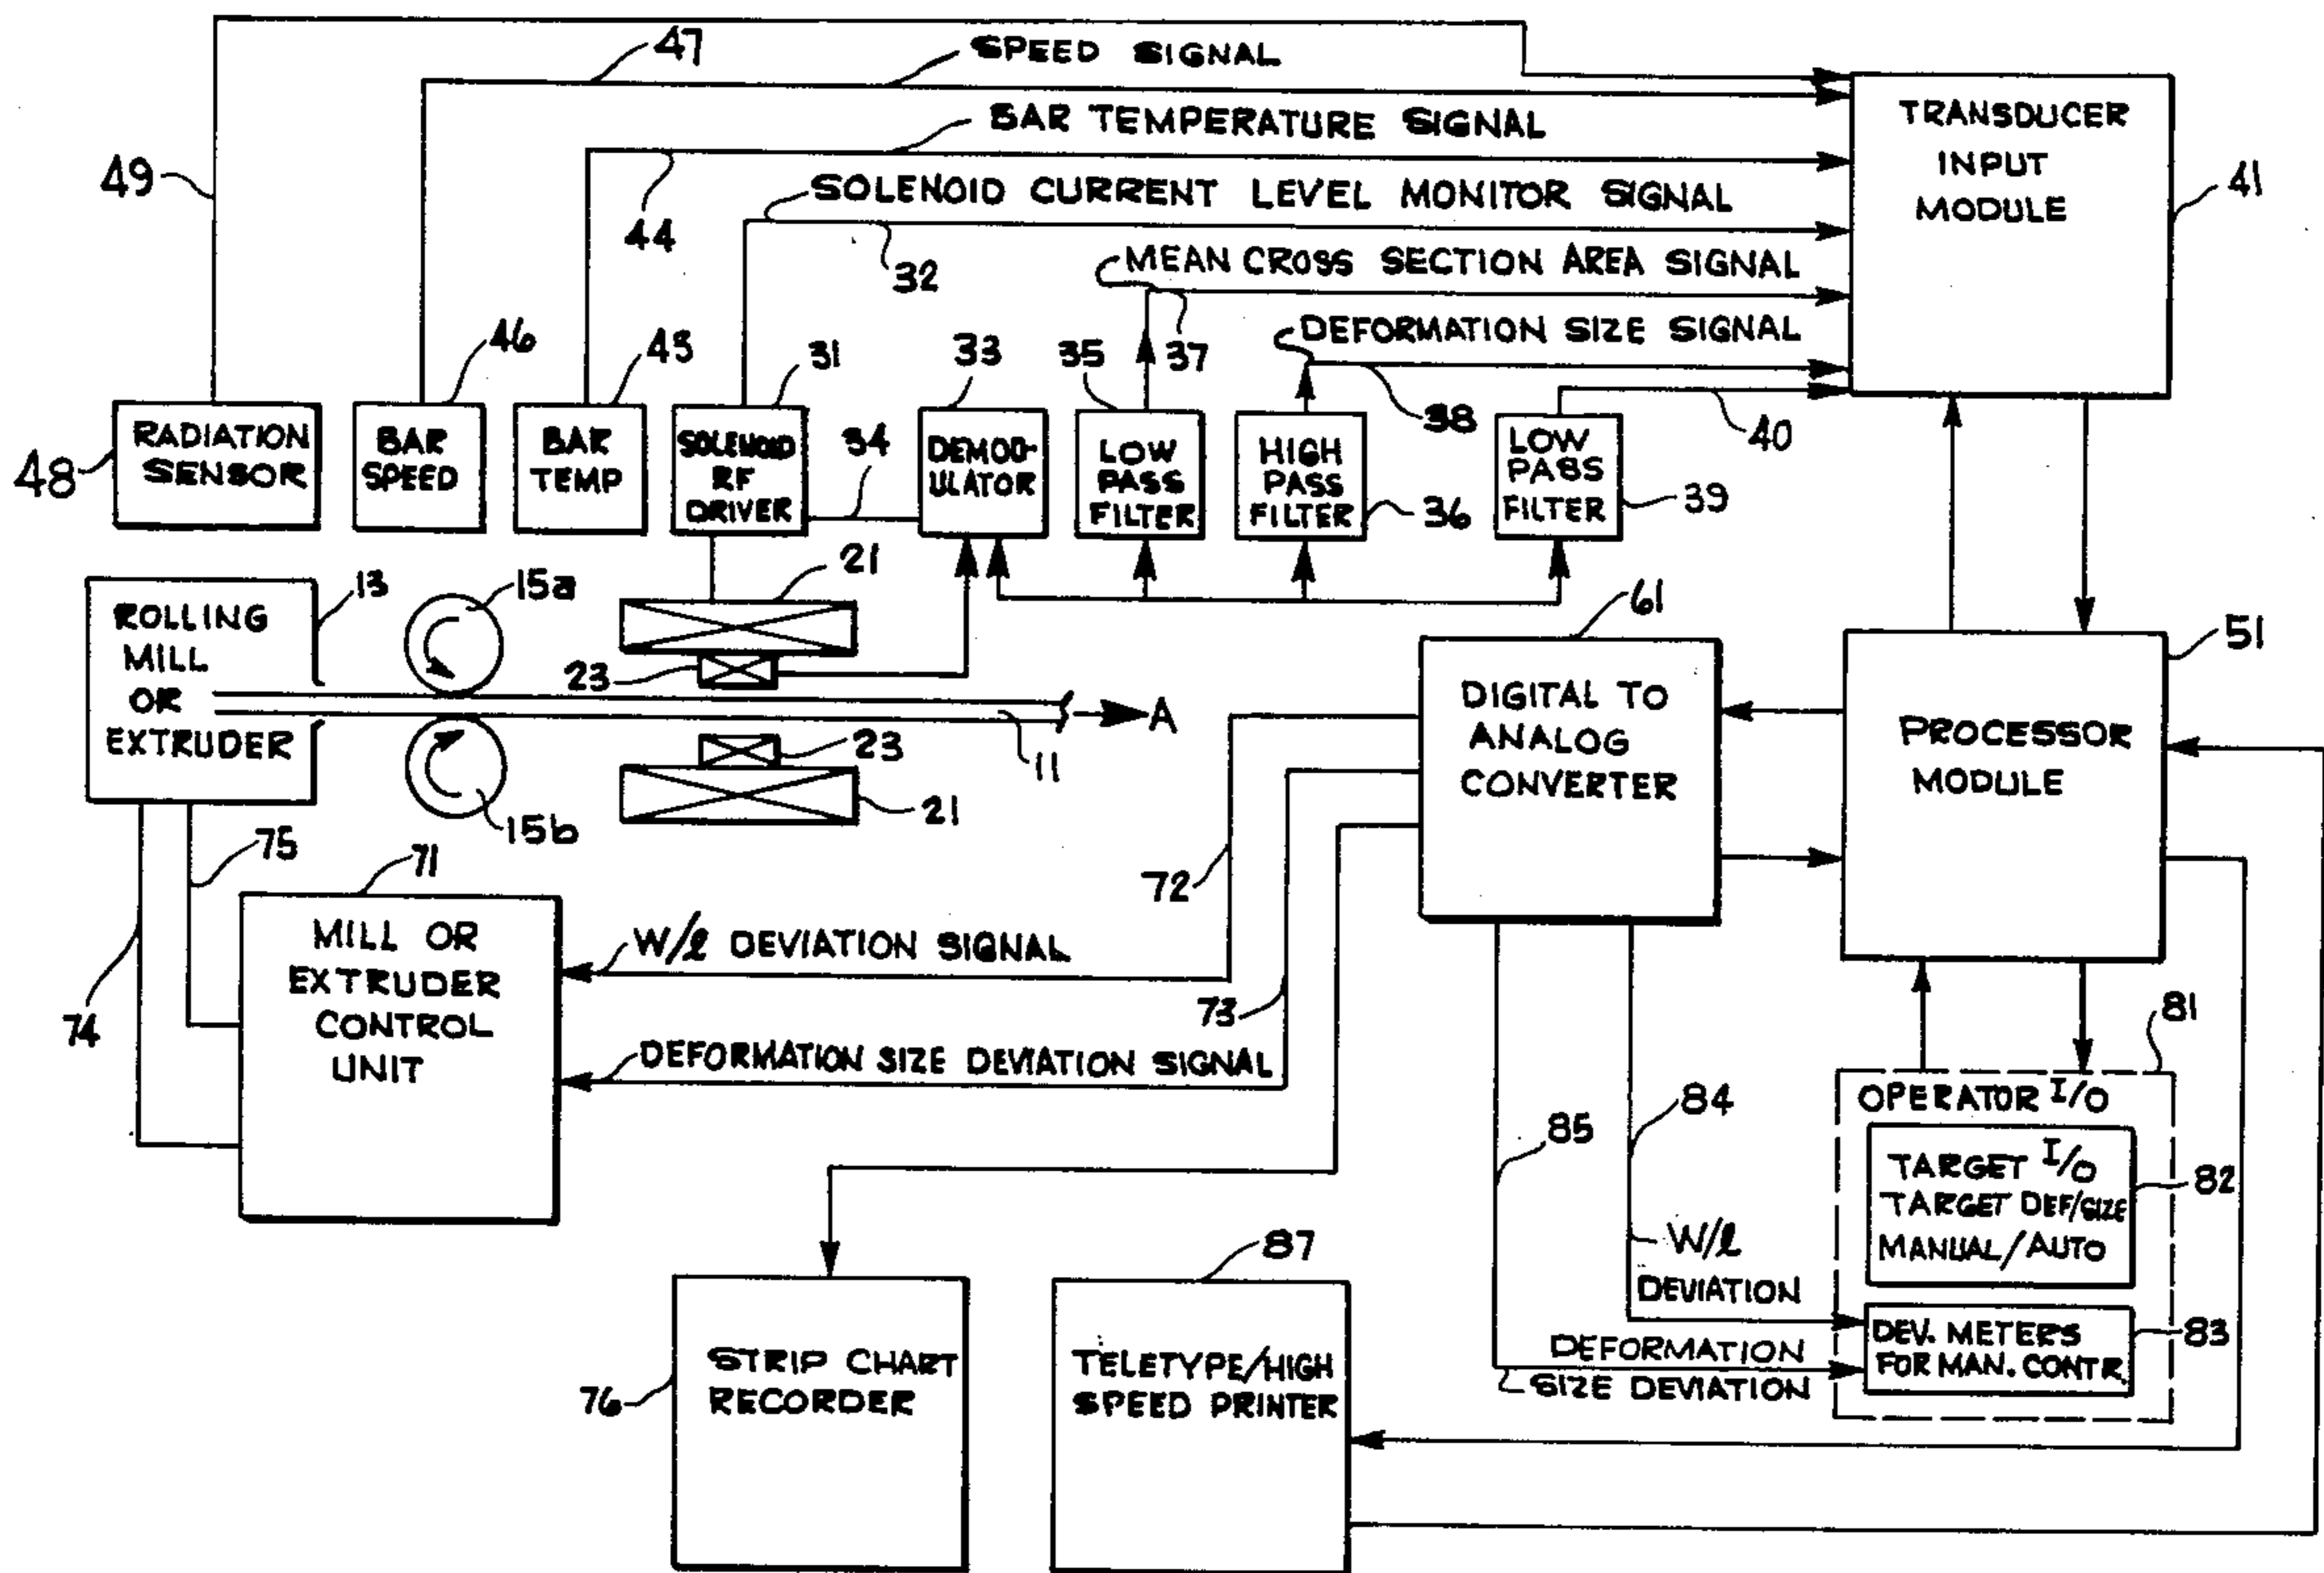 47
SPEED SIGNAL
BAR TEMPERATURE SIGNAL
49
44
SOLENOID CURRENT LEVEL MONITOR SIGNAL
32
MEAN CROSS SECTION AREA SIGNAL
37
DEFORMATION SIZE SIGNAL
38
40
TRANSDUCER
INPUT
MODULE
41
48
RADIATION
SENSOR
46
BAR
SPEED
43
BAR
TEMP
31
SOLENOID
RF
DRIVER
34
33
DEMOD-
ULATOR
35
LOW
PASS
FILTER
HIGH
PASS
FILTER
36
LOW
PASS
FILTER
39
ROLLING
MILL
OR
EXTRUDER
13
15a
15b
21
23
23
21
11
A
61
DIGITAL TO
ANALOG
CONVERTER
51
PROCESSOR
MODULE
75
74
71
MILL OR
EXTRUDER
CONTROL
UNIT
72
W/l DEVIATION SIGNAL
73
DEFORMATION SIZE DEVIATION SIGNAL
85
84
W/l
DEVIATION
DEFORMATION
SIZE DEVIATION
81
OPERATOR I/O
TARGET I/O
TARGET DEF/SIZE
MANUAL/AUTO
82
DEV. METERS
FOR MAN. CONTR.
83
76
STRIP CHART
RECORDER
87
TELETYPE/HIGH
SPEED PRINTER